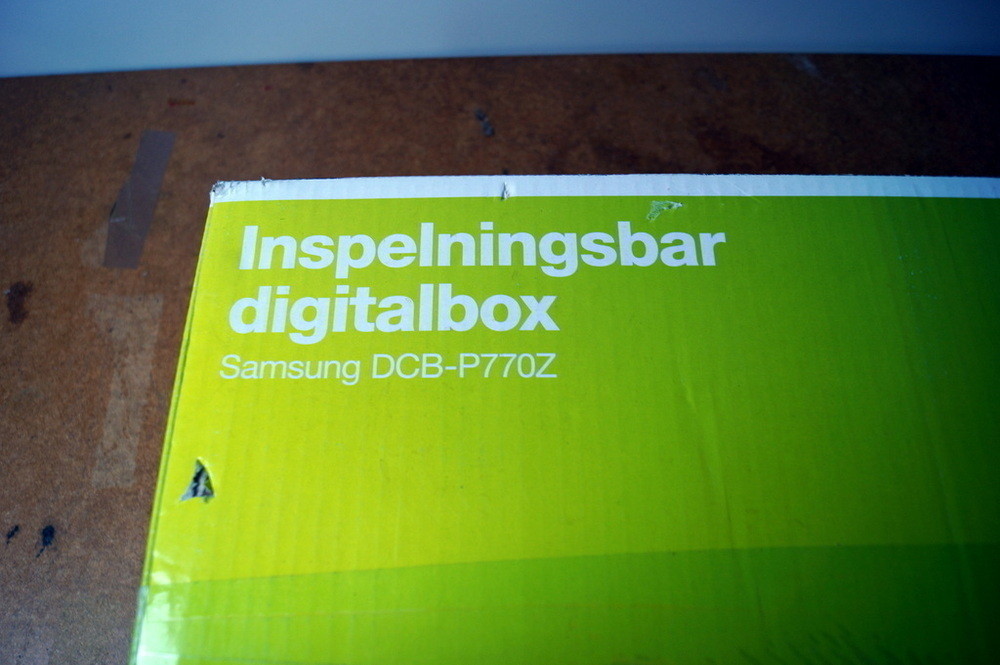 Inspelningsbar
digitalbox
Samsung DCB-P770Z